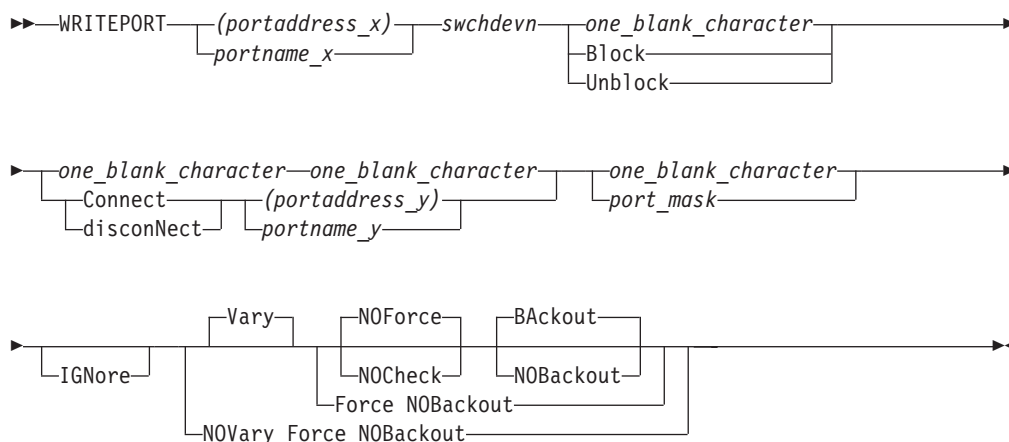 WRITEPORT (portaddress_x) swchdevn one_blank_character
portname_x Block
Unblock
one_blank_character one_blank_character one_blank_character
Connect (portaddress_y) port_mask
disconNect portname_y
Vary NOForce BAckout
IGNore NOCheck NOBackout
Force NOBackout
NOVary Force NOBackout